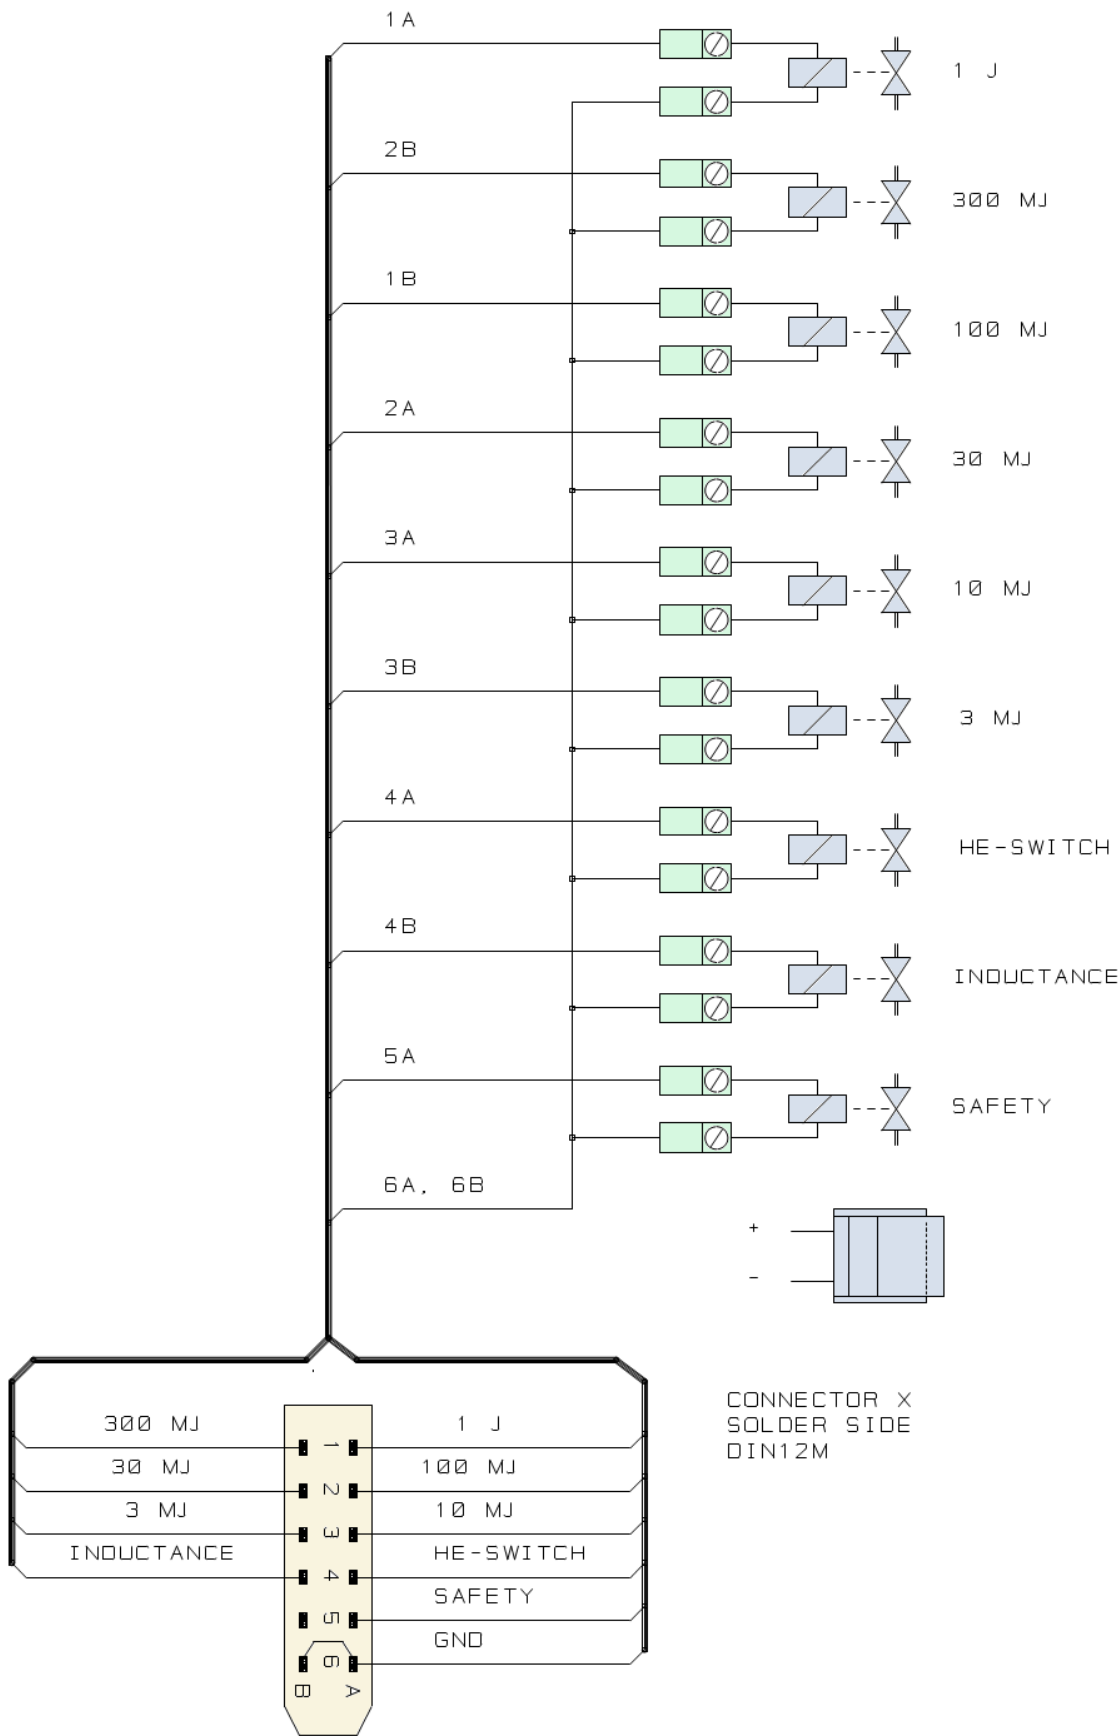 1A
1 J
2B
300 MJ
1B
100 MJ
2A
30 MJ
3A
10 MJ
3B
3 MJ
4A
HE-SWITCH
4B
INDUCTANCE
5A
SAFETY
6A, 6B
+
-
CONNECTOR X
SOLDER SIDE
DIN12M
300 MJ 1 1 J
30 MJ 2 100 MJ
3 MJ 3 10 MJ
INDUCTANCE 4 HE-SWITCH
5 SAFETY
6 GND
B A